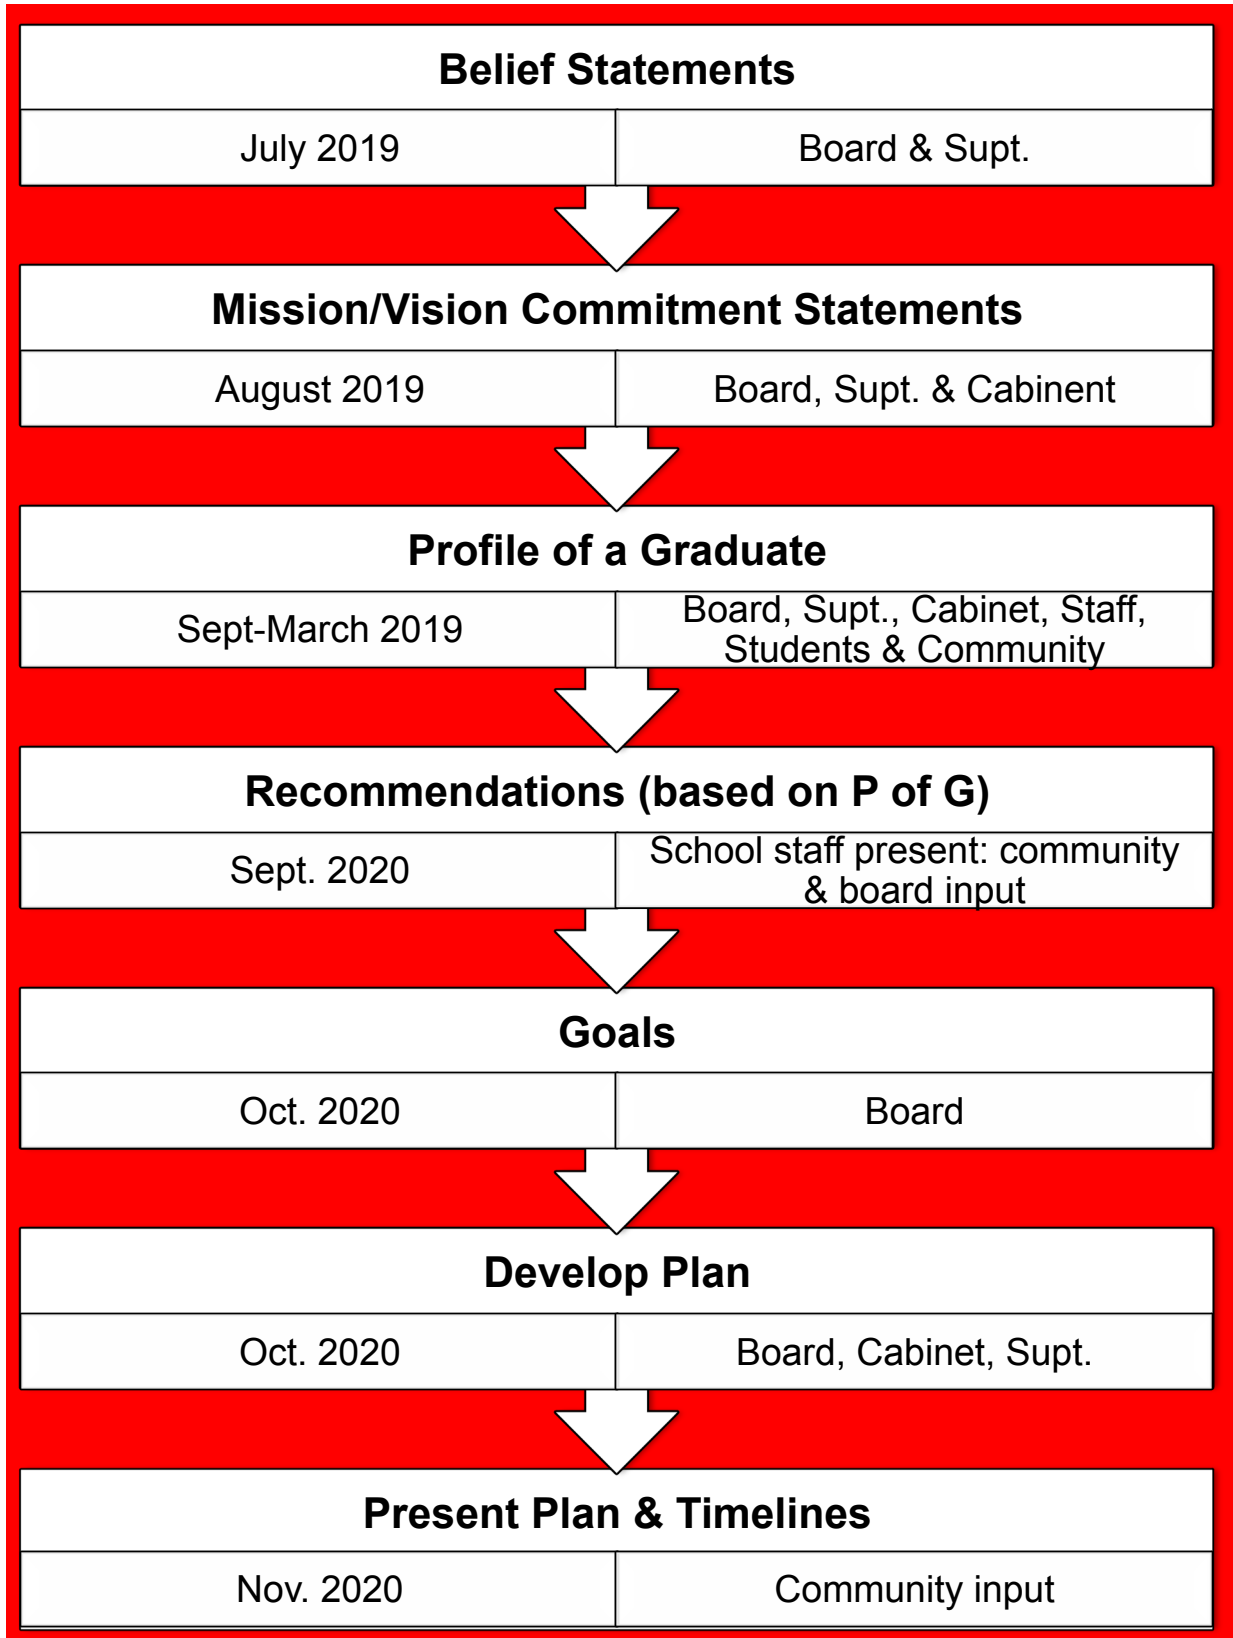 Belief Statements
July 2019
Board & Supt.
Mission/Vision Commitment Statements
August 2019
Board, Supt. & Cabinent
Profile of a Graduate
Sept-March 2019
Board, Supt., Cabinet, Staff,
Students & Community
Recommendations (based on P of G)
Sept. 2020
School staff present: community
& board input
Goals
Oct. 2020
Board
Develop Plan
Oct. 2020
Board, Cabinet, Supt.
Present Plan & Timelines
Nov. 2020
Community input